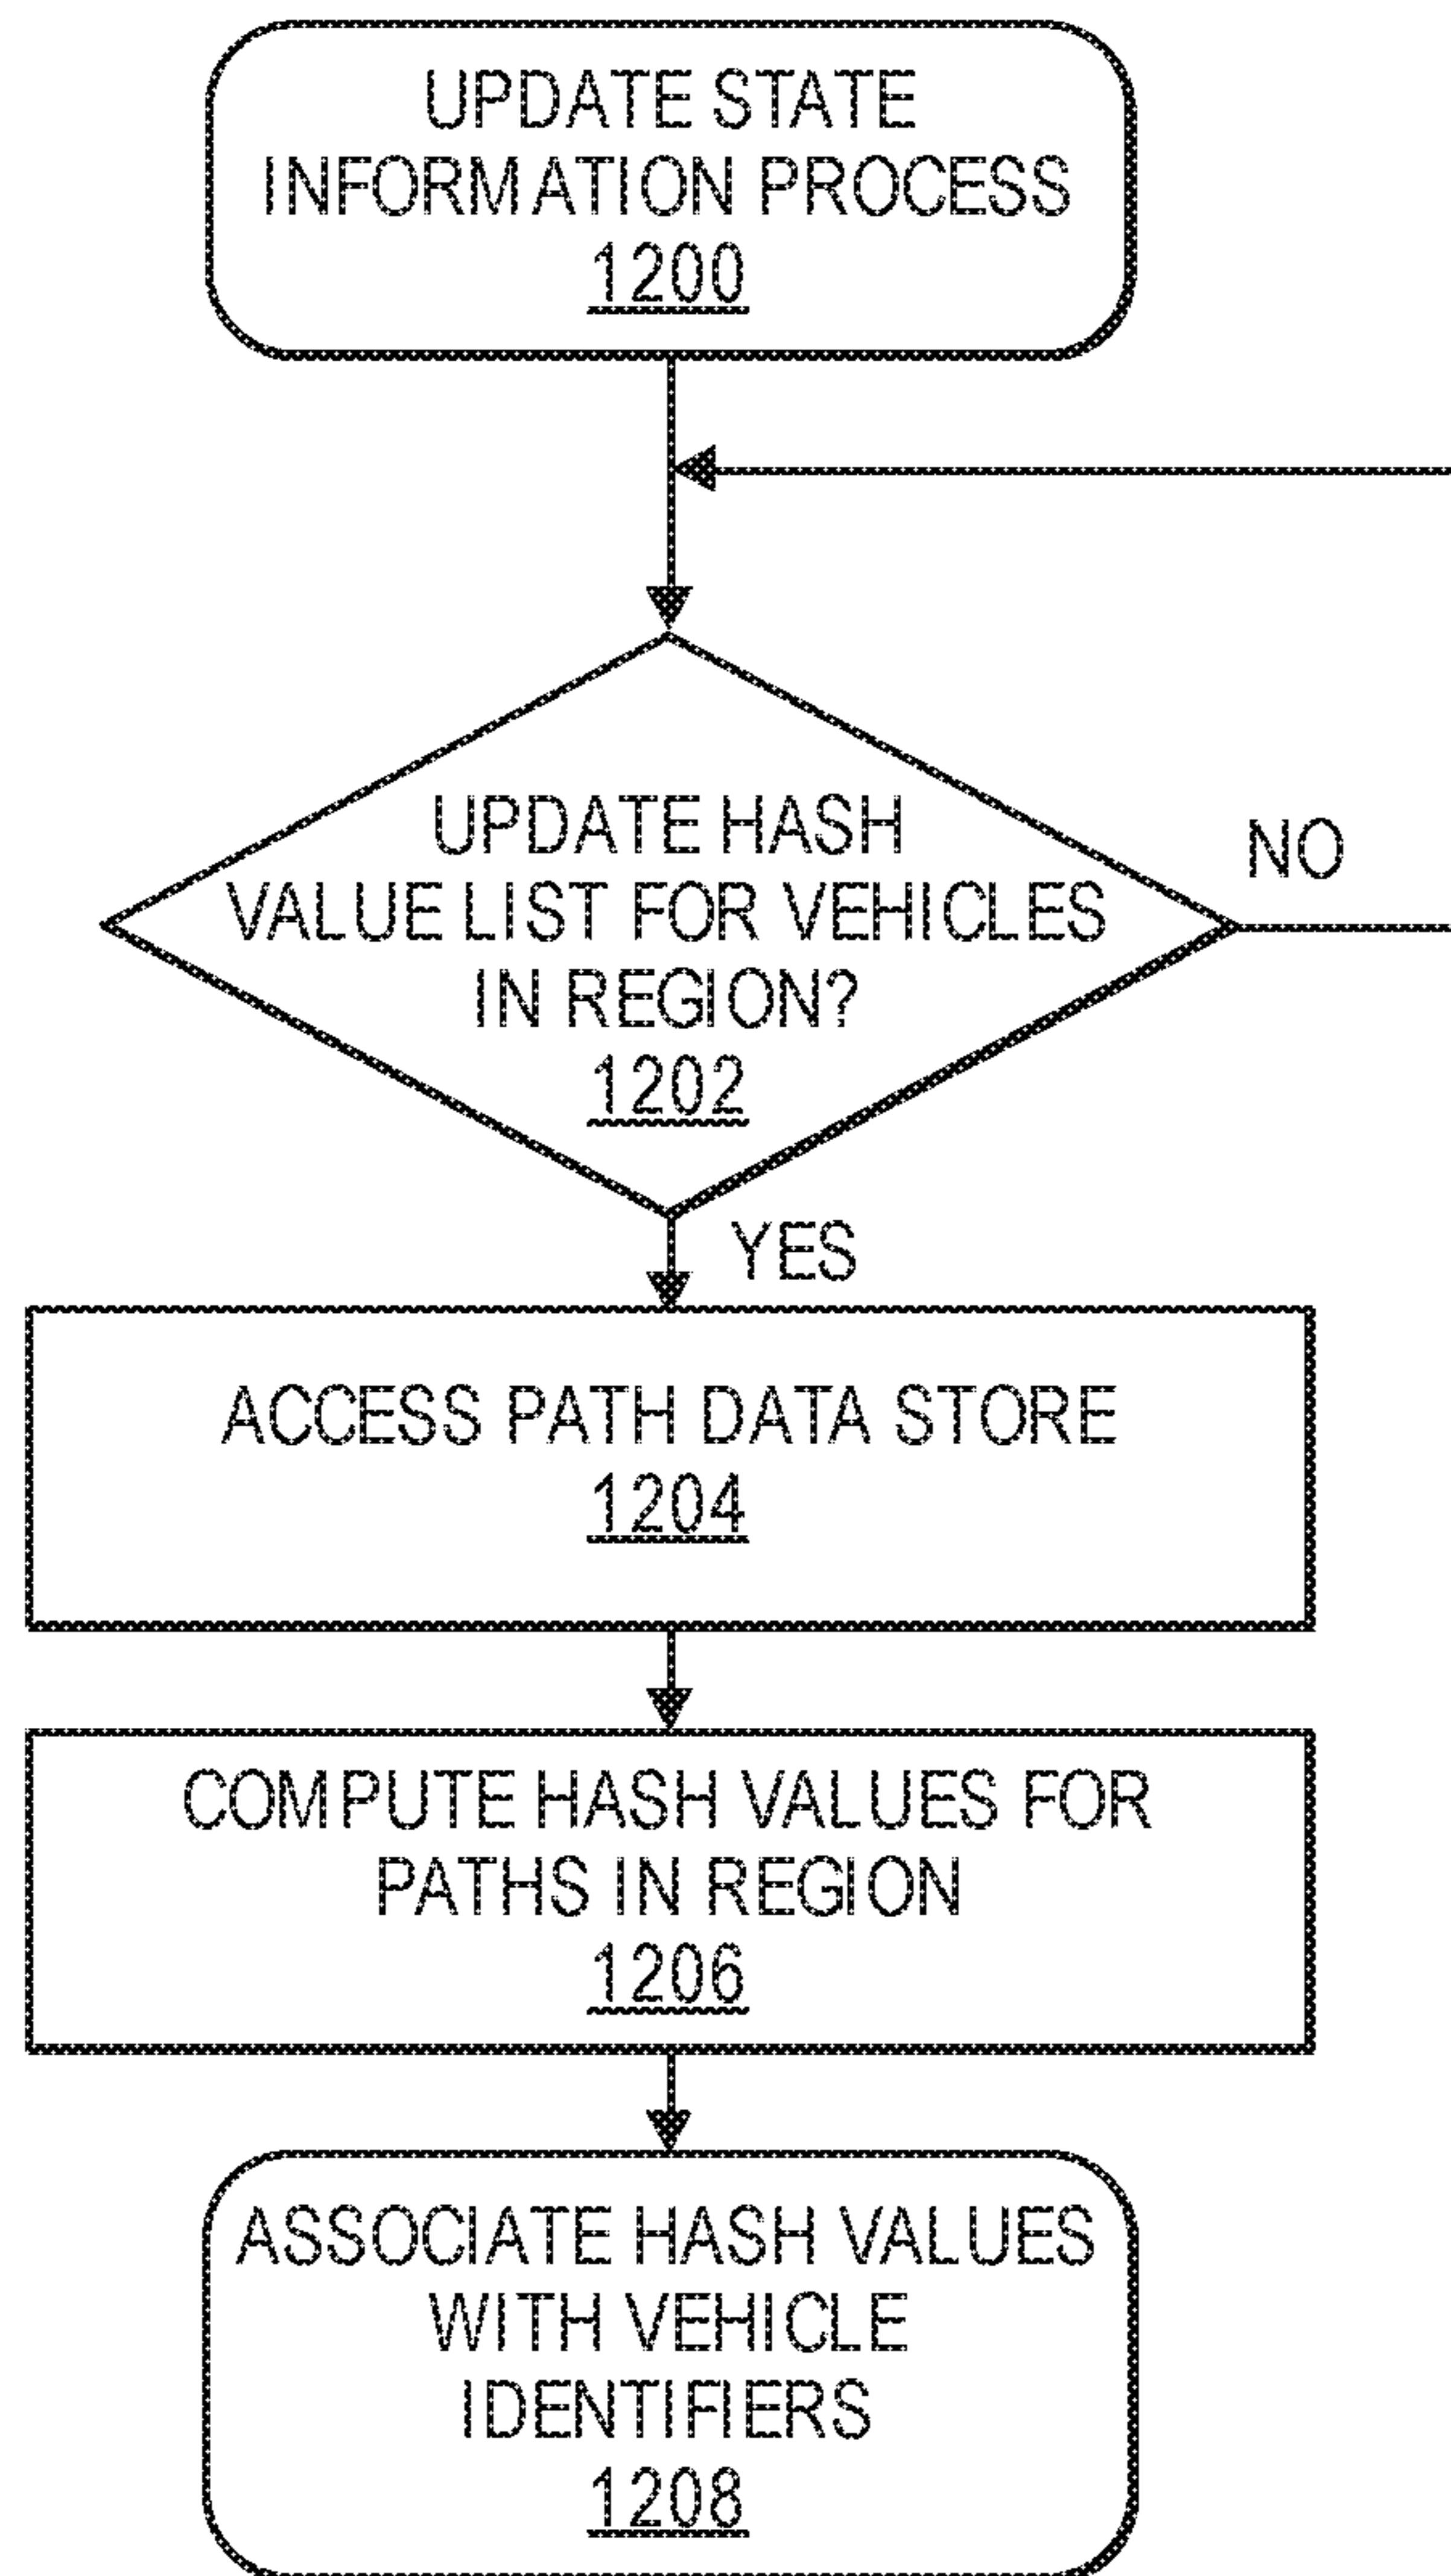 UPDATE STATE
INFORMATION PROCESS
1200
UPDATE HASH
VALUE LIST FOR VEHICLES
IN REGION?
1202
NO
YES
ACCESS PATH DATA STORE
1204
COMPUTE HASH VALUES FOR
PATHS IN REGION
1206
ASSOCIATE HASH VALUES
WITH VEHICLE
IDENTIFIERS
1208